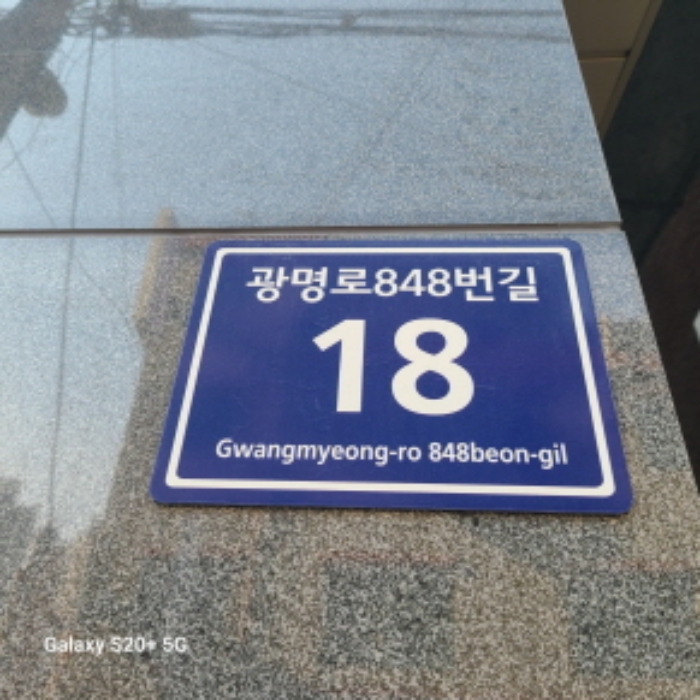 광명로848번길
18
Gwangmyeong-ro 848beon-gil
Galaxy S20+ 5G